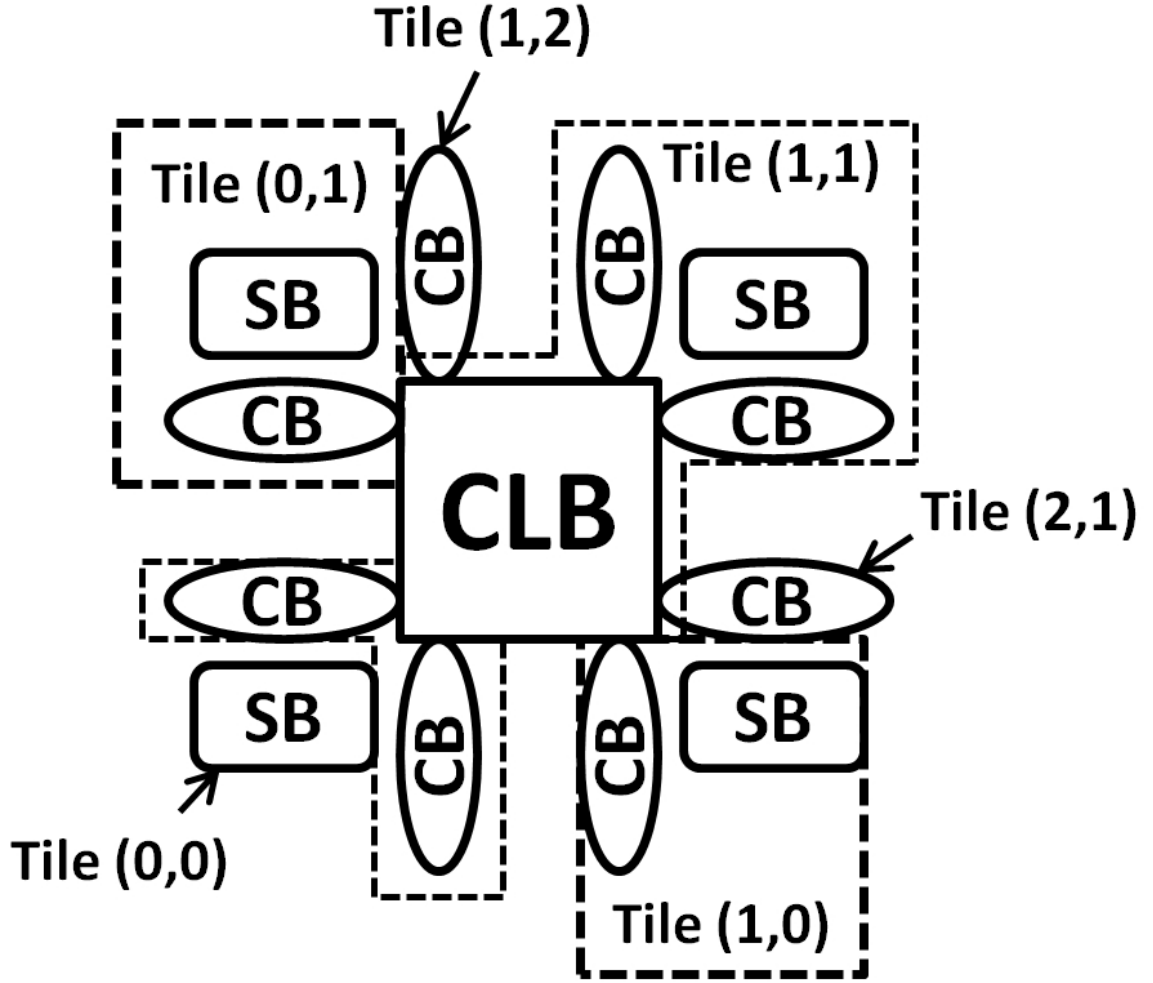 Tile (1,2)
Tile (0,1)
Tile (1,1)
CB
CB
SB
SB
CB
CB
CLB
Tile (2,1)
CB
CB
SB
SB
CB
CB
Tile (0,0)
Tile (1,0)